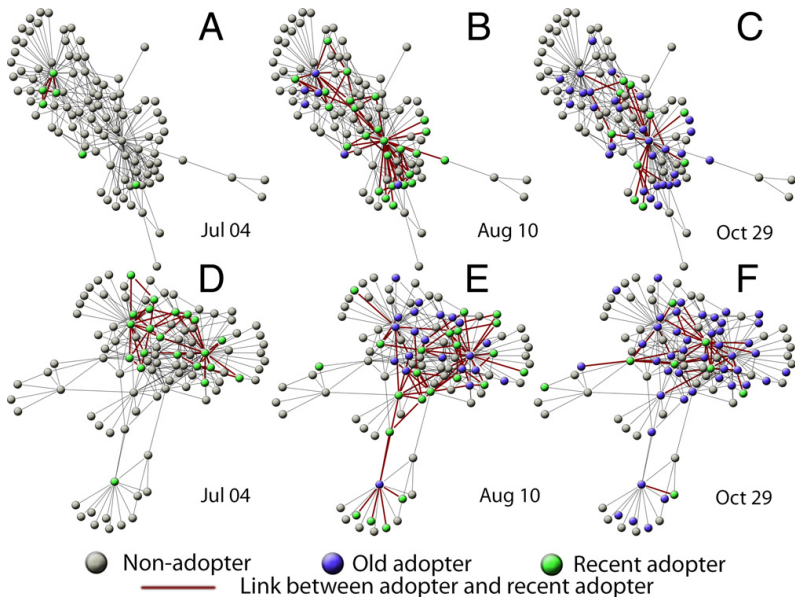 A B C
Jul 04 Aug 10 Oct 29
D E F
Jul 04 Aug 10 Oct 29
Non-adopter Old adopter Recent adopter
Link between adopter and recent adopter